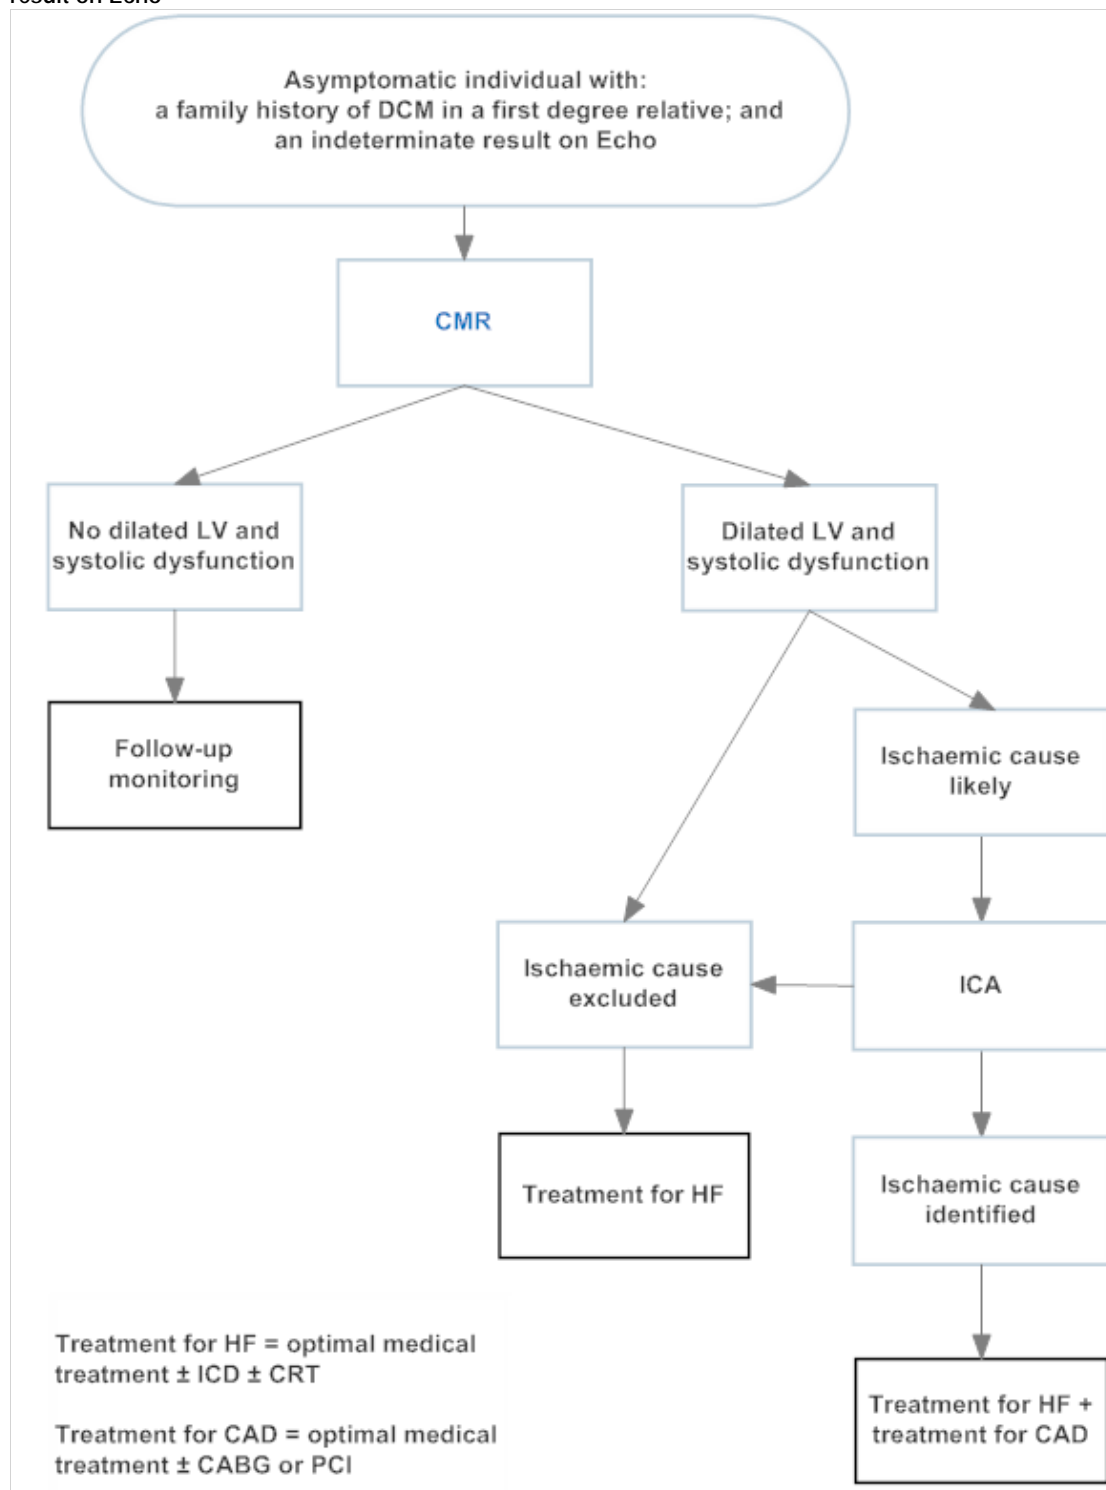 result on Echo
Asymptomatic individual with:
a family history of DCM in a first degree relative; and
an indeterminate result on Echo
CMR
No dilated LV and
systolic dysfunction
Dilated LV and
systolic dysfunction
Follow-up
monitoring
Ischaemic cause
likely
Ischaemic cause
excluded
ICA
Treatment for HF
Ischaemic cause
identified
Treatment for HF = optimal medical
treatment ± ICD ± CRT
Treatment for HF +
treatment for CAD
Treatment for CAD = optimal medical
treatment ± CABG or PCI